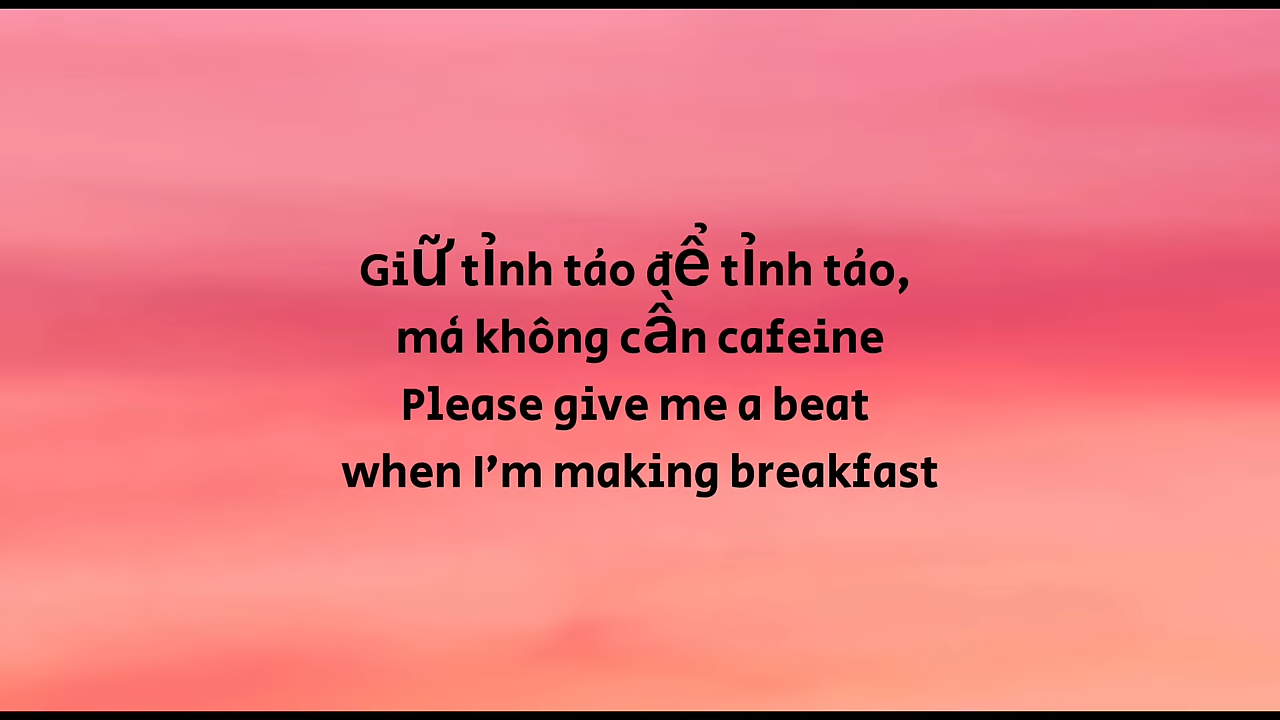 Giữ tỉnh táo để tỉnh táo,
má không cần cafeine
Please give me a beat
when I’m making breakfast